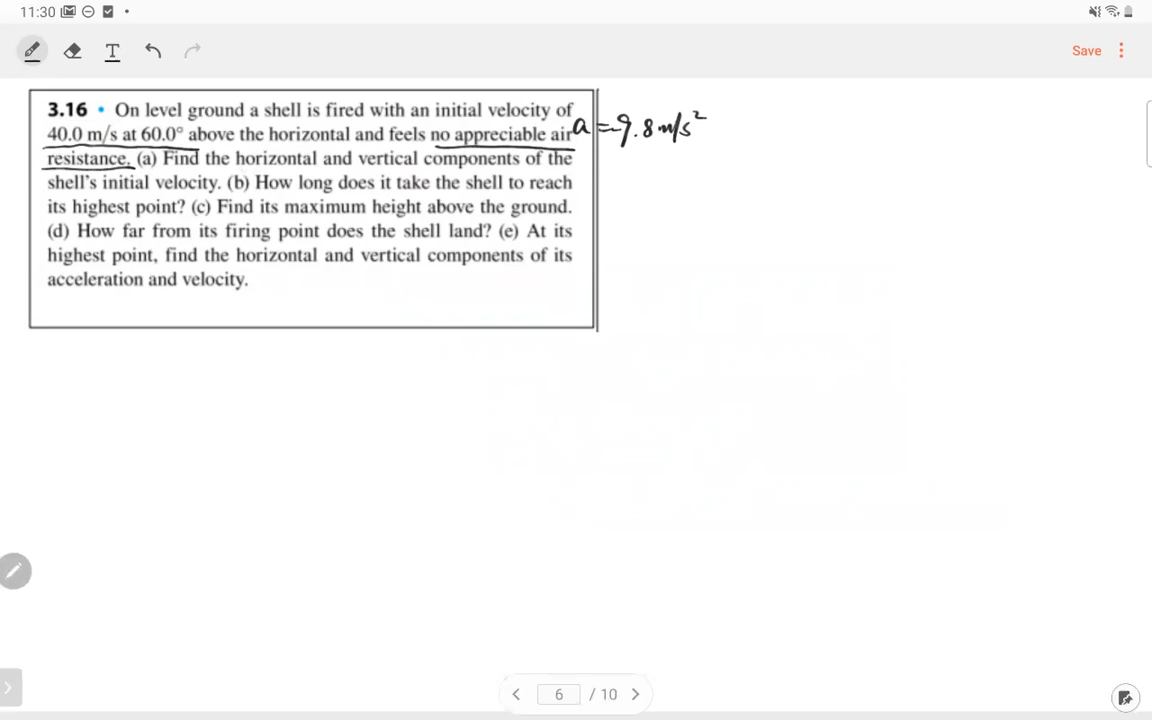 11:30
Save
3.16 • On level ground a shell is fired with an initial velocity of
40.0 m/s at 60.0° above the horizontal and feels no appreciable air
resistance. (a) Find the horizontal and vertical components of the
shell's initial velocity. (b) How long does it take the shell to reach
its highest point? (c) Find its maximum height above the ground.
(d) How far from its firing point does the shell land? (e) At its
highest point, find the horizontal and vertical components of its
acceleration and velocity.
a = -9.8 m/s²
6 / 10